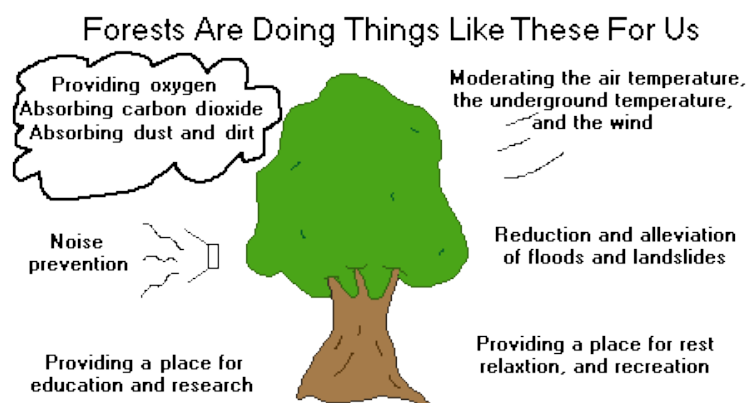 Forests Are Doing Things Like These For Us
Providing oxygen
Absorbing carbon dioxide
Absorbing dust and dirt
Moderating the air temperature,
the underground temperature,
and the wind
Noise
prevention
Reduction and alleviation
of floods and landslides
Providing a place for
education and research
Providing a place for rest
relaxtion, and recreation